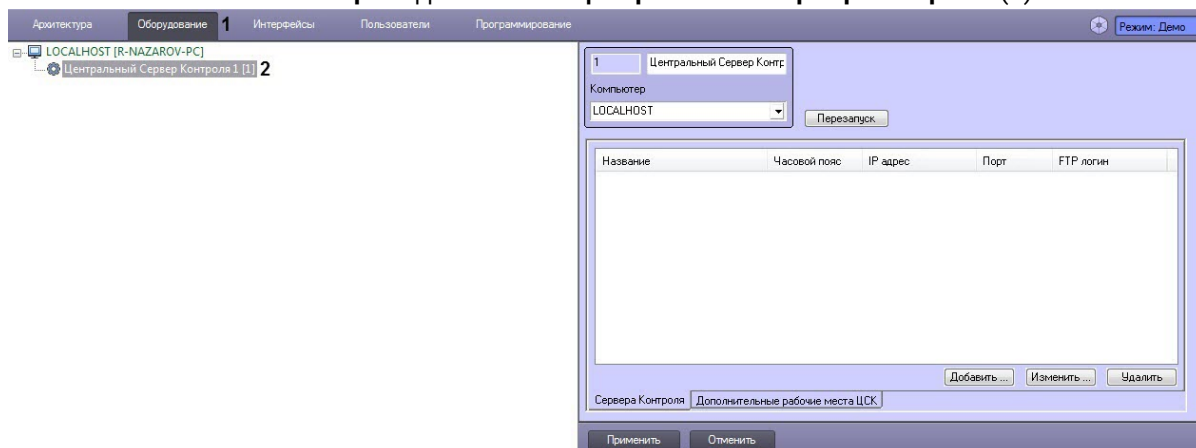 Архитектура Оборудование 1 Интерфейсы Пользователи Программирование Режим: Демо
LOCALHOST [R-NAZAROV-PC]
Центральный Сервер Контроля 1 [1] 2
1 Центральный Сервер Контр
Компьютер
LOCALHOST
Перезапуск
Название Часовой пояс IP адрес Порт FTP логин
Добавить ... Изменить ... Удалить
Сервера Контроля Дополнительные рабочие места ЦСК
Применить Отменить